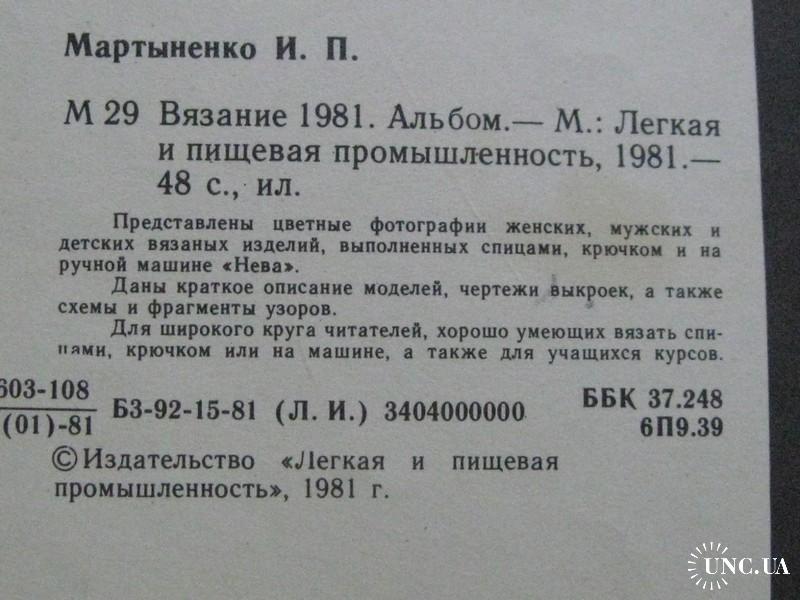 Мартыненко И. П.
М 29 Вязание 1981. Альбом.— М.: Легкая
и пищевая промышленность, 1981.—
48 с., ил.
Представлены цветные фотографии женских, мужских и
детских вязаных изделий, выполненных спицами, крючком и на
ручной машине «Нева».
Даны краткое описание моделей, чертежи выкроек, а также
схемы и фрагменты узоров.
Для широкого круга читателей, хорошо умеющих вязать спи-
цами, крючком или на машине, а также для учащихся курсов.
603-108
(01)-81
БЗ-92-15-81 (Л. И.) 3404000000
ББК 37.248
6П9.39
©Издательство «Легкая и пищевая
промышленность», 1981 г.
UNC.UA